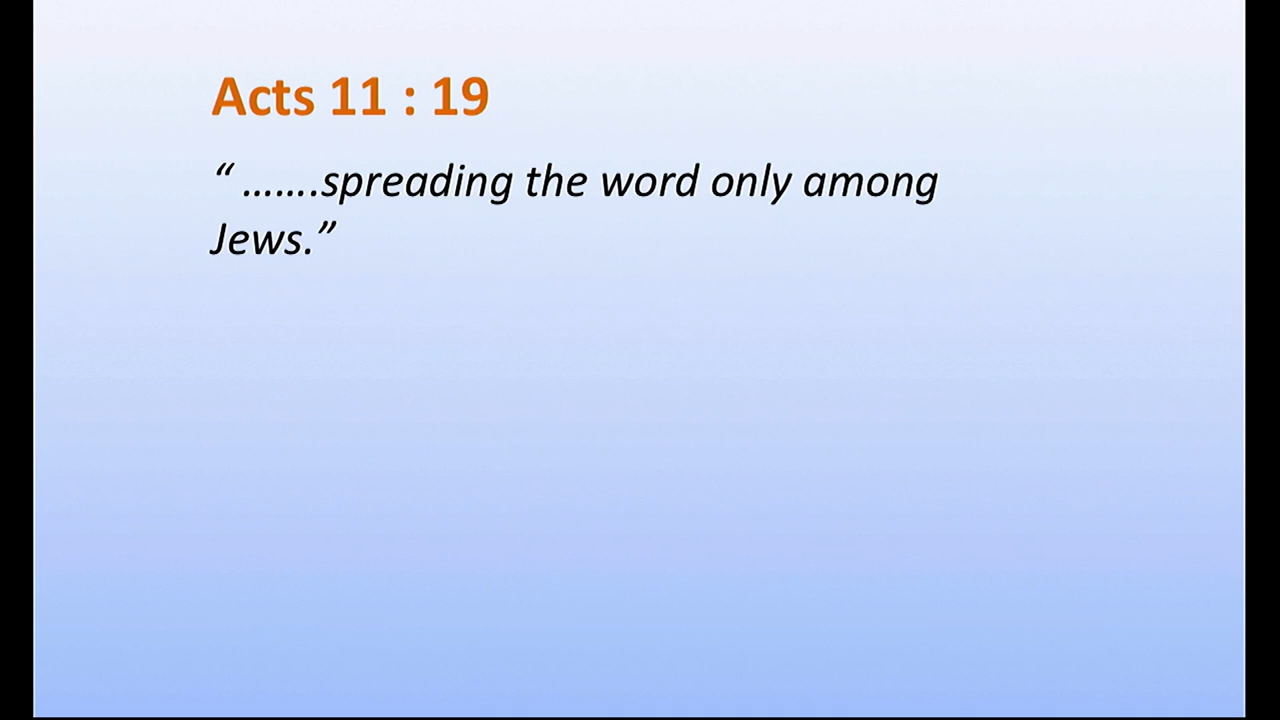 Acts 11 : 19
“ …….spreading the word only among
Jews.”